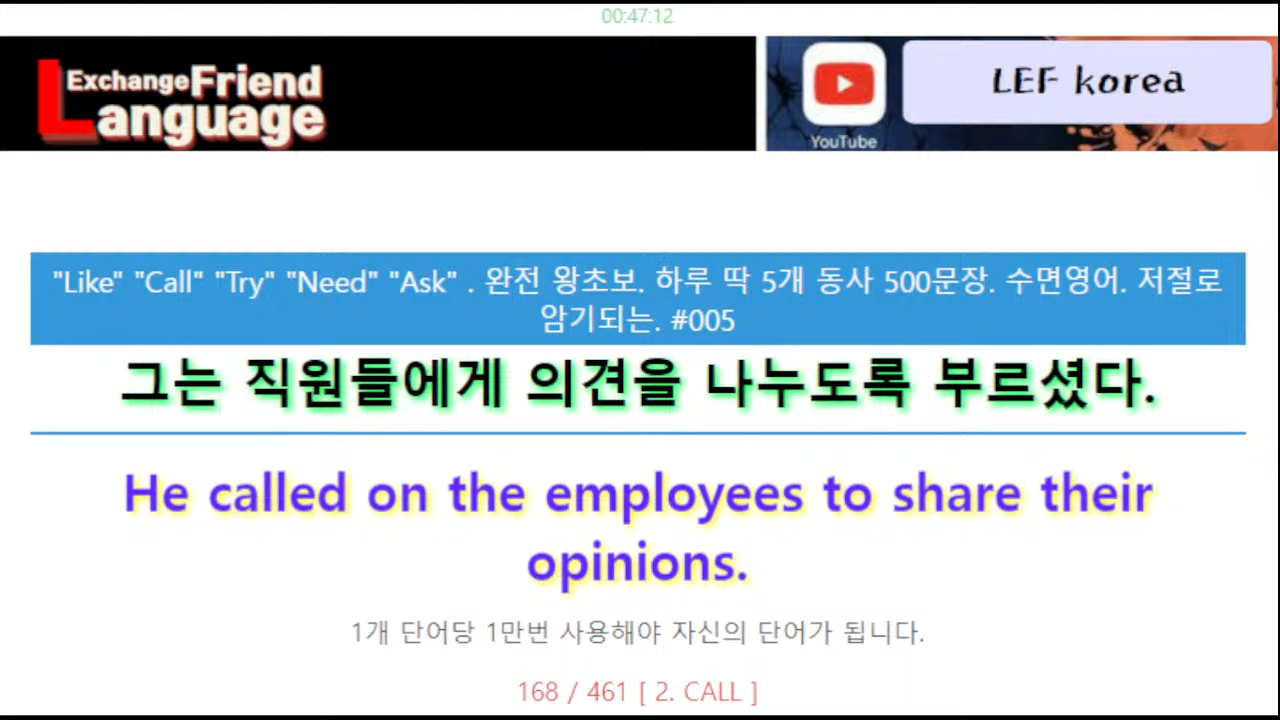 00:47:12
ExchangeFriend
Language
LEF korea
YouTube
"Like" "Call" "Try" "Need" "Ask" . 완전 왕초보. 하루 딱 5개 동사 500문장. 수면영어. 저절로
암기되는. #005
그는 직원들에게 의견을 나누도록 부르셨다.
He called on the employees to share their
opinions.
1개 단어당 1만번 사용해야 자신의 단어가 됩니다.
168 / 461 [ 2. CALL ]